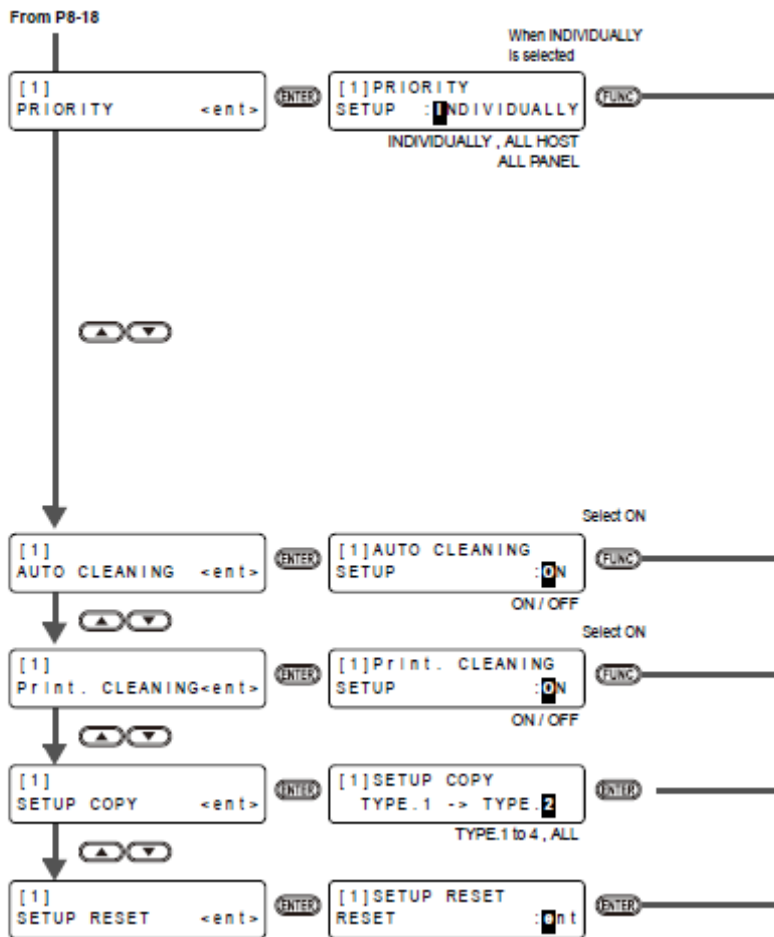 From P8-18
When INDIVIDUALLY
is selected
[1]
PRIORITY <ent>
ENTER
[1]PRIORITY
SETUP :INDIVIDUALLY
FUNC
INDIVIDUALLY , ALL HOST
ALL PANEL
Select ON
[1]
AUTO CLEANING <ent>
ENTER
[1]AUTO CLEANING
SETUP :ON
FUNC
ON / OFF
Select ON
[1]
Print. CLEANING<ent>
ENTER
[1]Print. CLEANING
SETUP :ON
FUNC
ON / OFF
[1]
SETUP COPY <ent>
ENTER
[1]SETUP COPY
TYPE.1 -> TYPE.2
ENTER
TYPE.1 to 4 , ALL
[1]
SETUP RESET <ent>
ENTER
[1]SETUP RESET
RESET :ent
ENTER